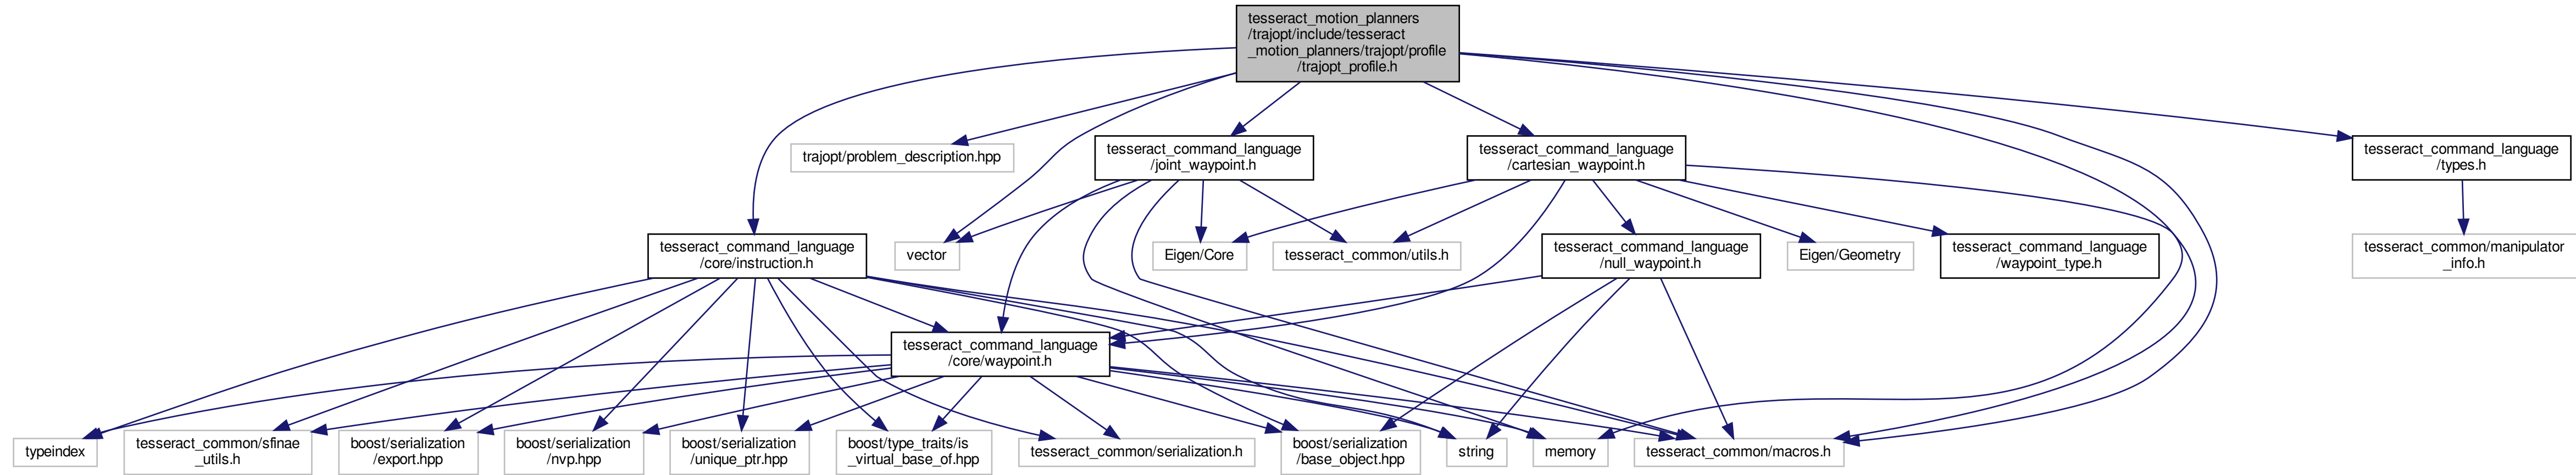 tesseract_motion_planners
/trajopt/include/tesseract
_motion_planners/trajopt/profile
/trajopt_profile.h
trajopt/problem_description.hpp
tesseract_command_language
/joint_waypoint.h
tesseract_command_language
/cartesian_waypoint.h
tesseract_command_language
/types.h
tesseract_command_language
/core/instruction.h
vector
Eigen/Core
tesseract_common/utils.h
tesseract_command_language
/null_waypoint.h
Eigen/Geometry
tesseract_command_language
/waypoint_type.h
tesseract_common/manipulator
_info.h
tesseract_command_language
/core/waypoint.h
typeindex
tesseract_common/sfinae
_utils.h
boost/serialization
/export.hpp
boost/serialization
/nvp.hpp
boost/serialization
/unique_ptr.hpp
boost/type_traits/is
_virtual_base_of.hpp
tesseract_common/serialization.h
boost/serialization
/base_object.hpp
string
memory
tesseract_common/macros.h